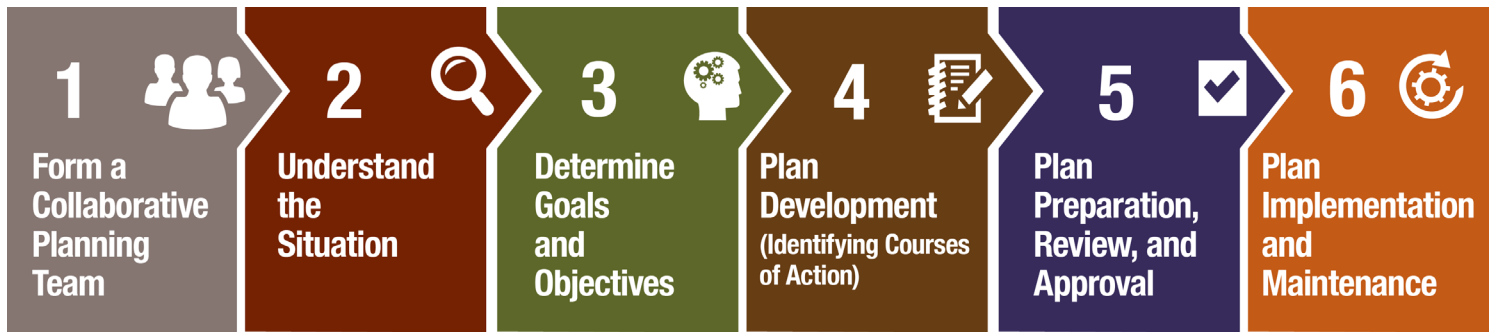 1
Form a
Collaborative
Planning
Team
2
Understand
the
Situation
3
Determine
Goals
and
Objectives
4
Plan
Development
(Identifying Courses
of Action)
5
Plan
Preparation,
Review, and
Approval
6
Plan
Implementation
and
Maintenance